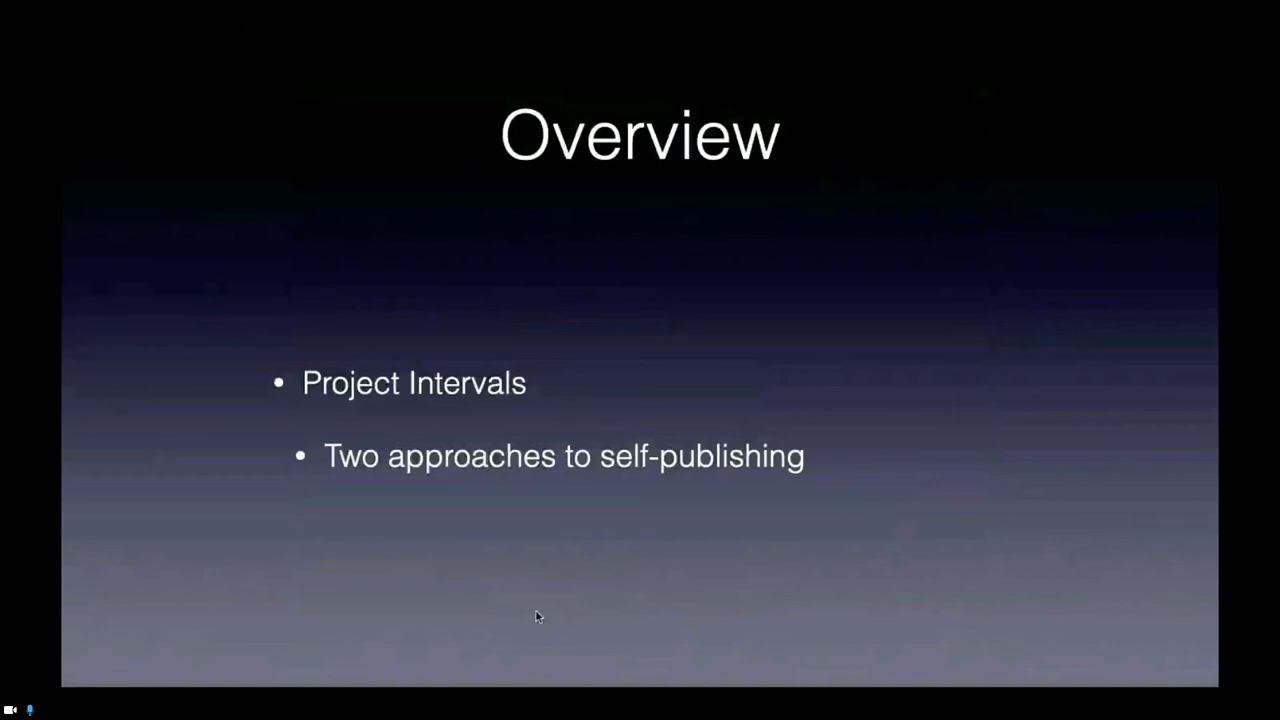 Overview
• Project Intervals
• Two approaches to self-publishing